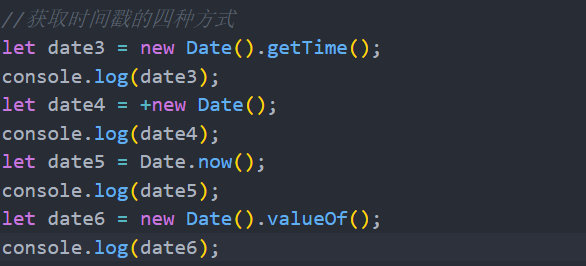 //获取时间戳的四种方式
let date3 = new Date().getTime();
console.log(date3);
let date4 = +new Date();
console.log(date4);
let date5 = Date.now();
console.log(date5);
let date6 = new Date().valueOf();
console.log(date6);